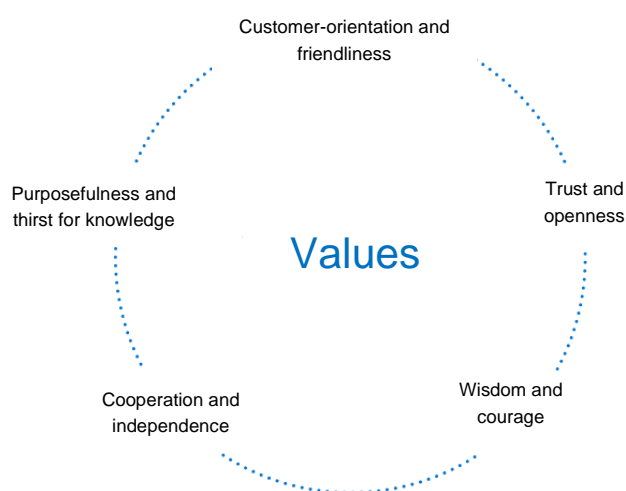 Customer-orientation and
friendliness
Purposefulness and
thirst for knowledge
Trust and
openness
Values
Cooperation and
independence
Wisdom and
courage